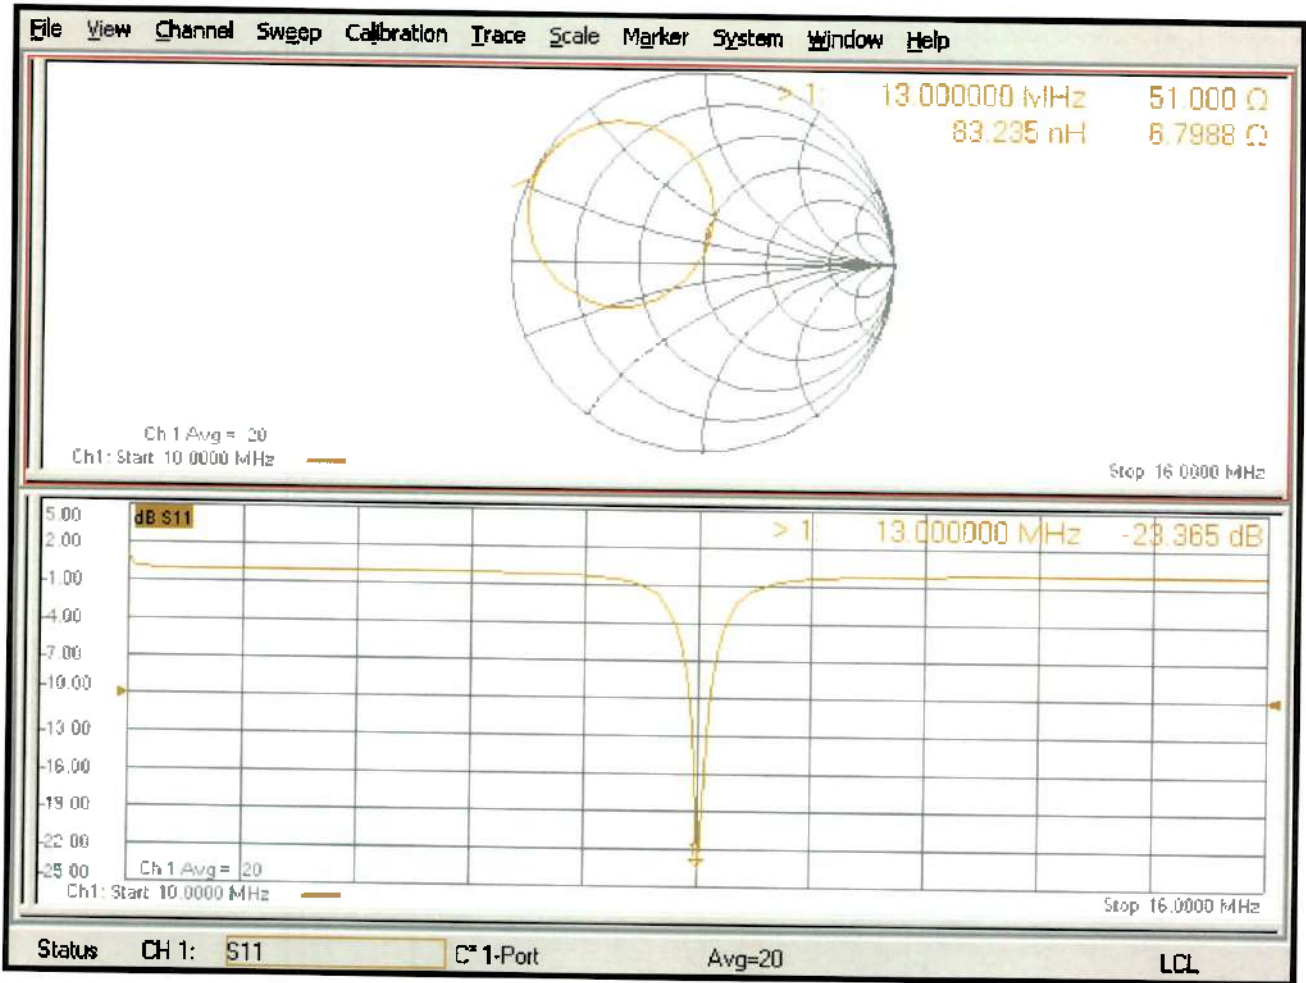 File View Channel Sweep Calibration Trace Scale Marker System Window Help
> 1: 13.000000 MHz 51.000 Ω
83.235 nH 6.7988 Ω
Ch 1 Avg = 20
Ch1: Start 10.0000 MHz
Stop 16.0000 MHz
5.00
dB S11
> 1: 13.000000 MHz -23.365 dB
2.00
-1.00
-4.00
-7.00
-10.00
-13.00
-16.00
-19.00
-22.00
-25.00
Ch 1 Avg = 20
Ch1: Start 10.0000 MHz
Stop 16.0000 MHz
Status CH 1: S11 C* 1-Port Avg=20 LCL